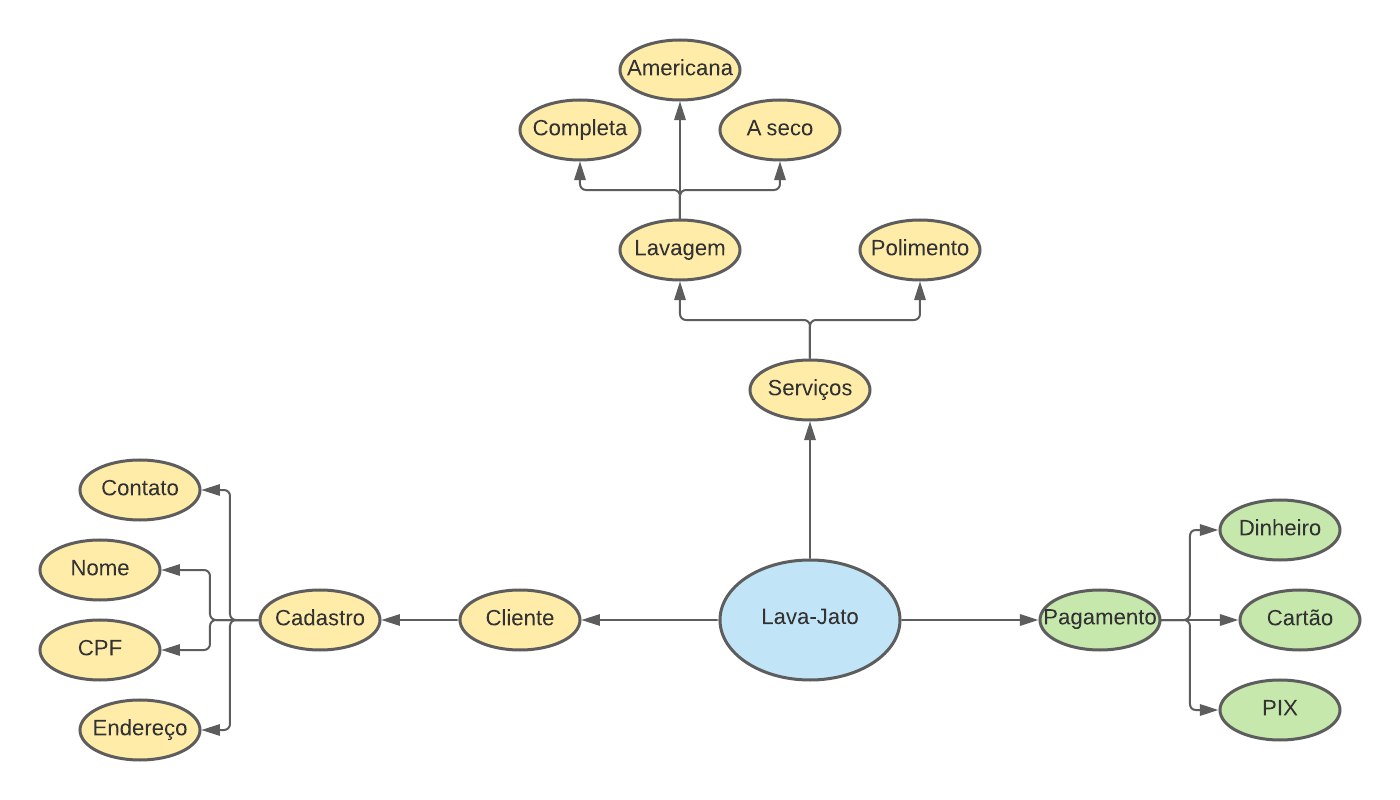 Americana
Completa
A seco
Lavagem
Polimento
Serviços
Contato
Nome
CPF
Endereço
Cadastro
Cliente
Lava-Jato
Pagamento
Dinheiro
Cartão
PIX